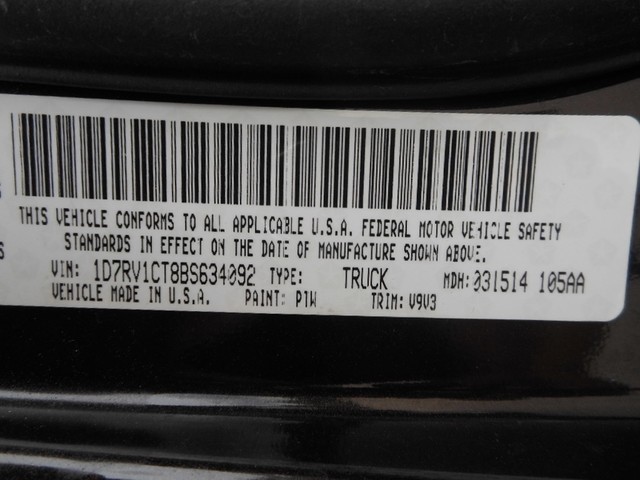 THIS VEHICLE CONFORMS TO ALL APPLICABLE U.S.A. FEDERAL MOTOR VEHICLE SAFETY
STANDARDS IN EFFECT ON THE DATE OF MANUFACTURE SHOWN ABOVE.
VIN: 1D7RV1CT8BS634092 TYPE: TRUCK MDH: 031514 105AA
VEHICLE MADE IN U.S.A. PAINT: P1W TRIM: V9V3